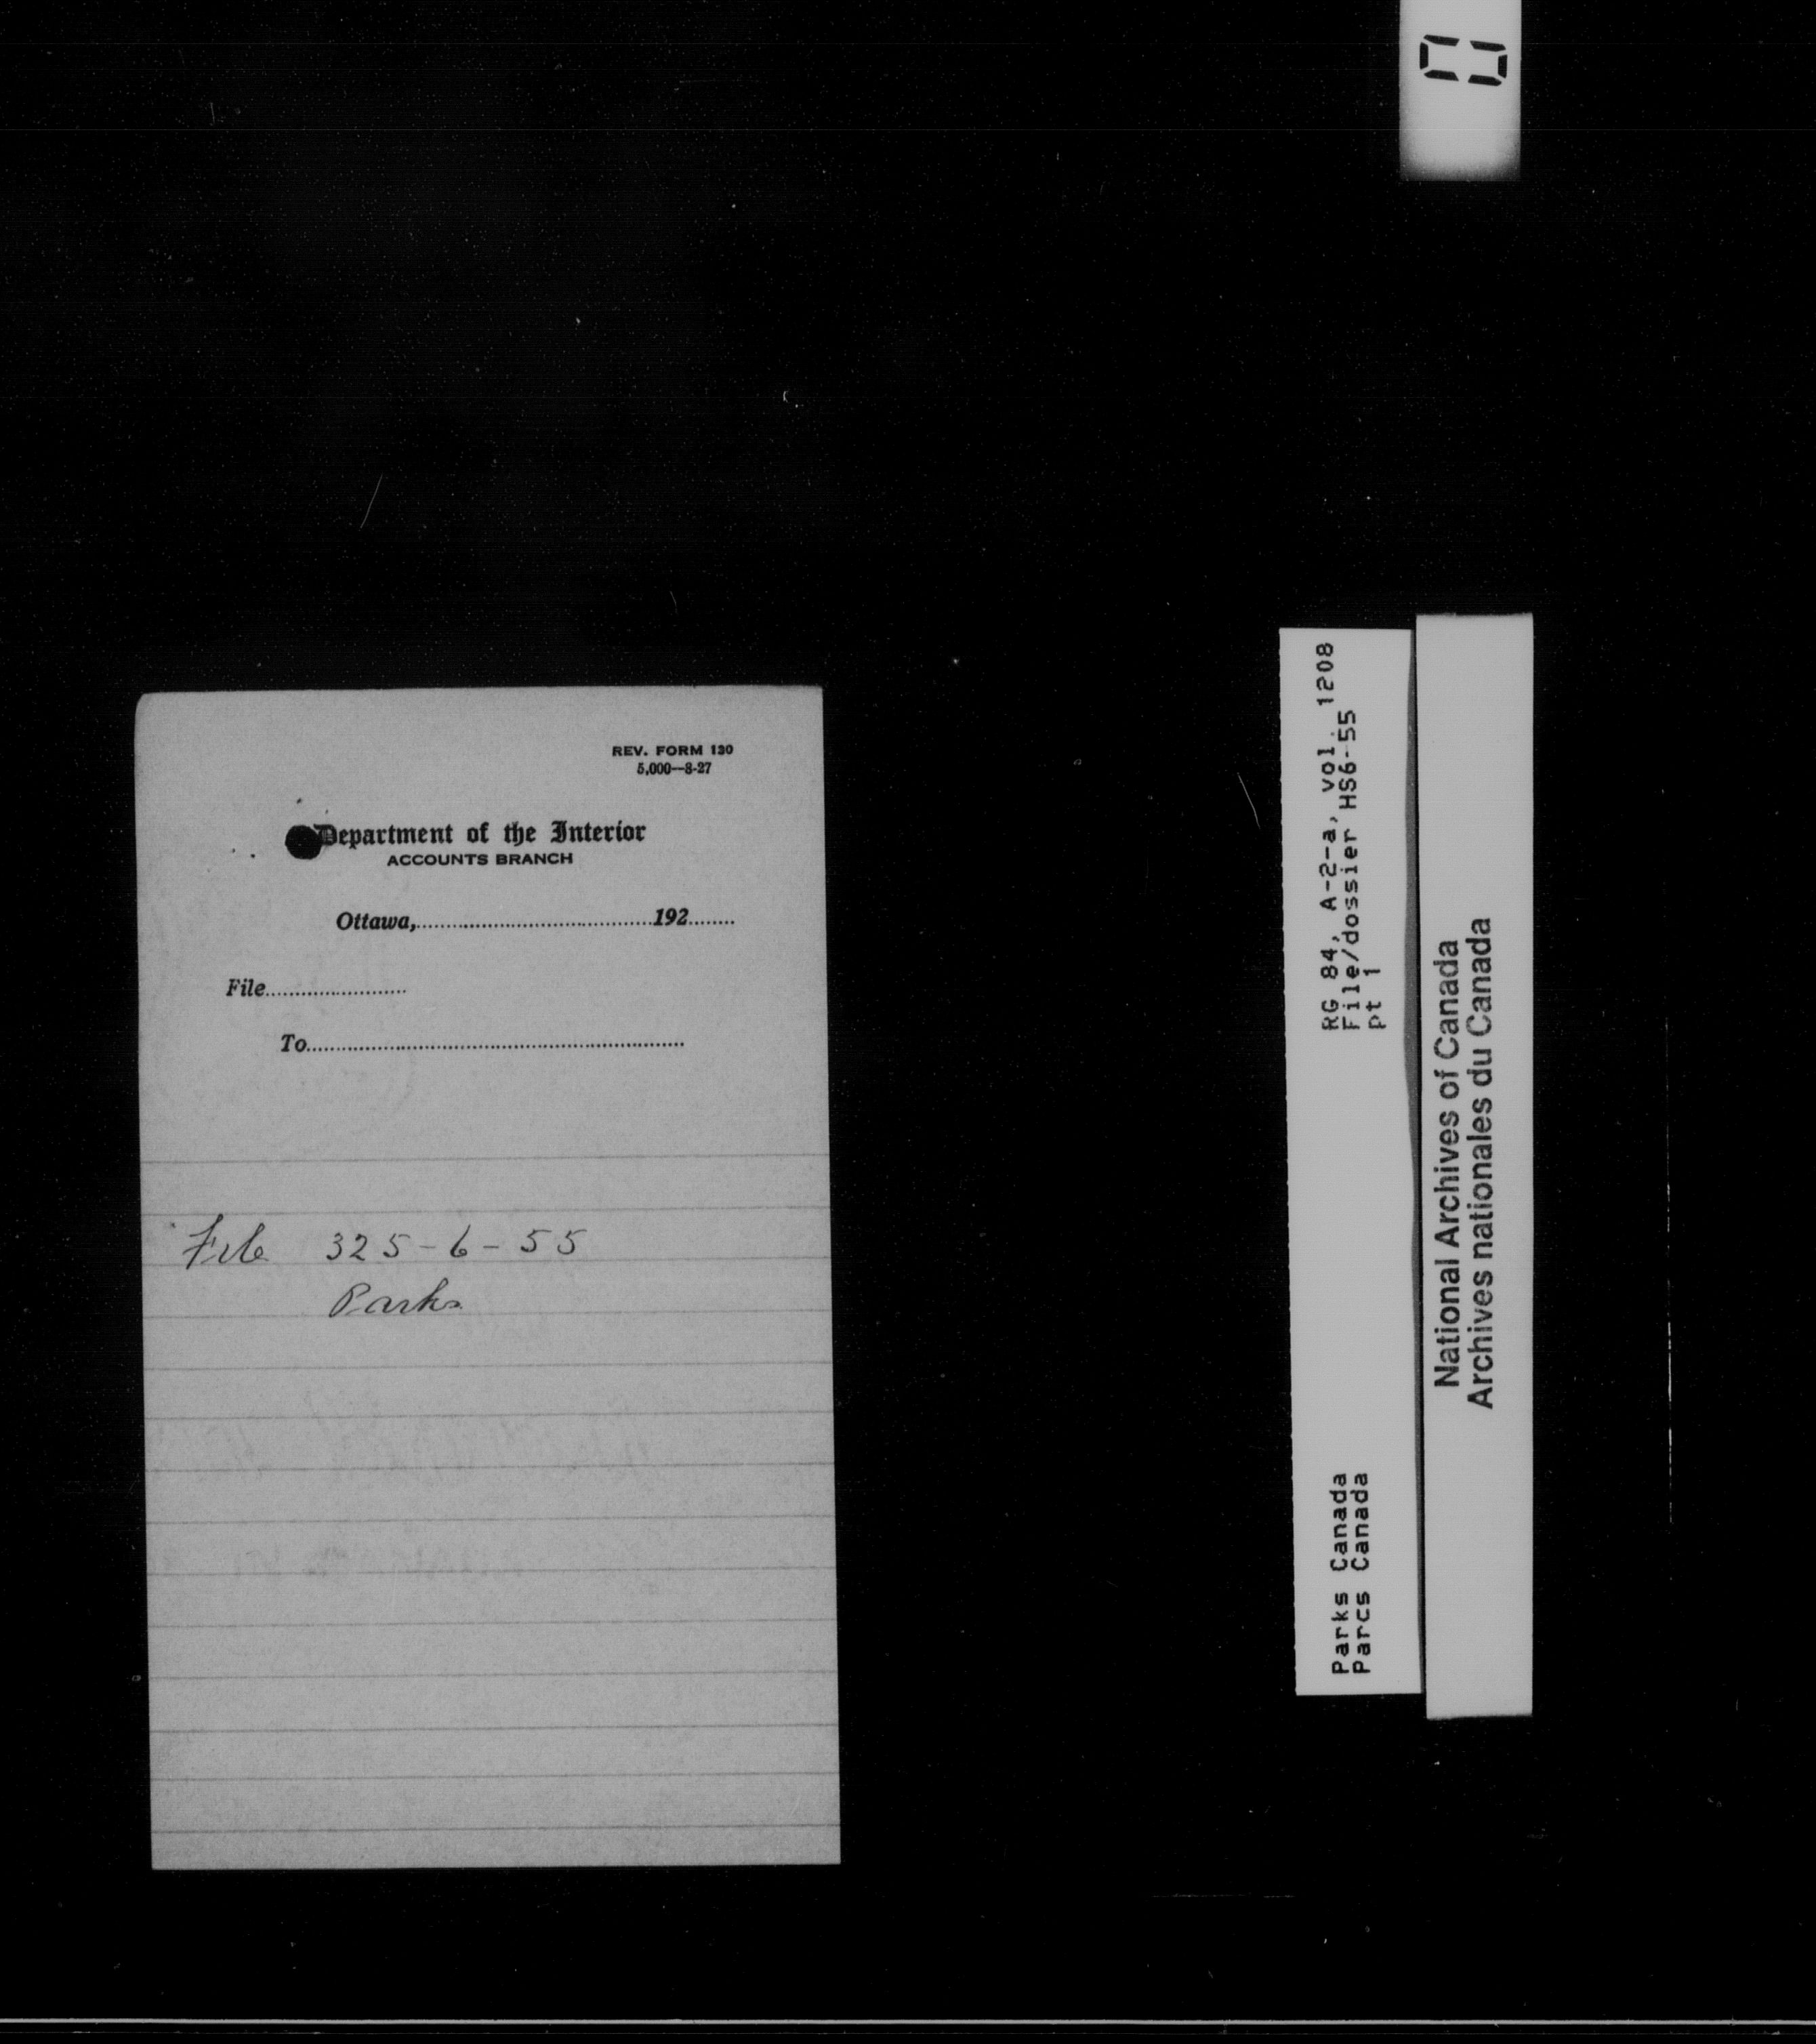 0
REV. FORM 130
5,000—8-27
Department of the Interior
ACCOUNTS BRANCH
Ottawa,........................................192........
File........................
To................................................................
File 325-6-55
Parks
Parks Canada
Parcs Canada
RG 84, A-2-a, vol. 1208
File/dossier HS6-55
pt 1
National Archives of Canada
Archives nationales du Canada